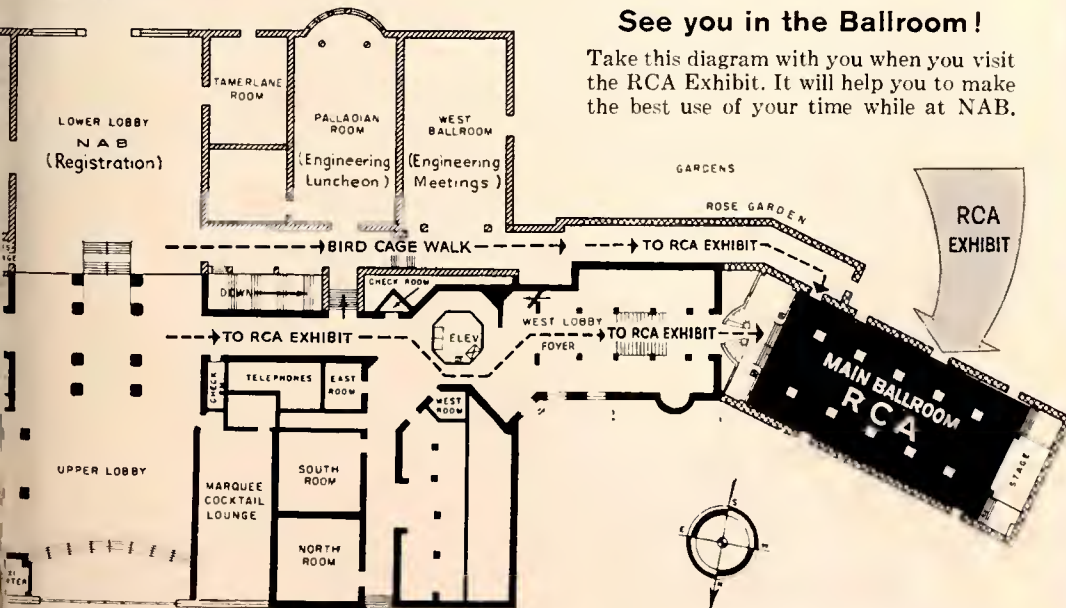 See you in the Ballroom!
Take this diagram with you when you visit
the RCA Exhibit. It will help you to make
the best use of your time while at NAB.
TAMERLANE
ROOM
LOWER LOBBY
NAB
(Registration)
PALLADIAN
ROOM
(Engineering
Luncheon)
WEST
BALLROOM
(Engineering
Meetings)
GARDENS
ROSE GARDEN
RCA
EXHIBIT
BIRD CAGE WALK
TO RCA EXHIBIT
DOWN
CHECK ROOM
TO RCA EXHIBIT
ELEV
WEST LOBBY
FOYER
TO RCA EXHIBIT
MAIN BALLROOM
RCA
STAGE
CHECK
TELEPHONES
EAST
ROOM
WEST
ROOM
UPPER LOBBY
MARQUEE
COCKTAIL
LOUNGE
SOUTH
ROOM
NORTH
ROOM
S
E